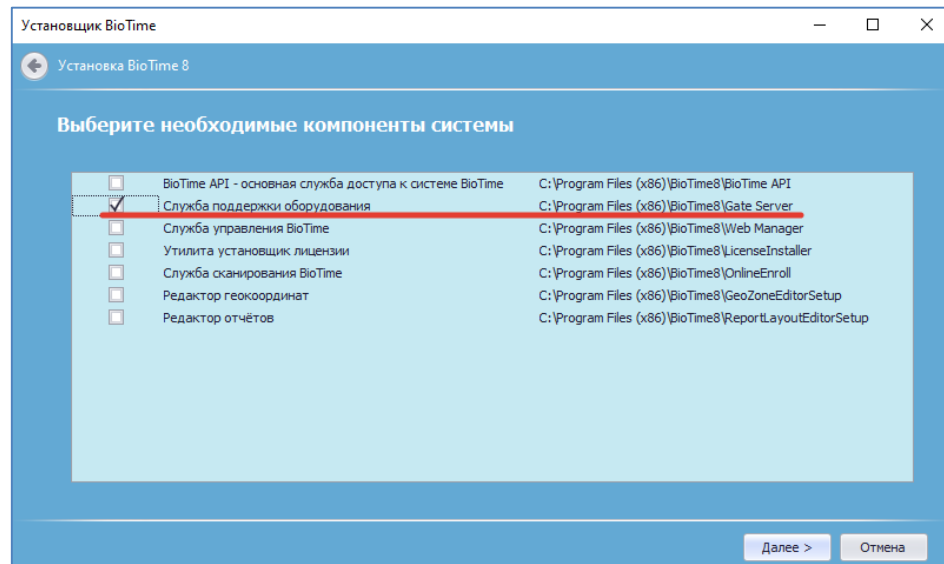 Установщик BioTime
Установка BioTime 8
Выберите необходимые компоненты системы
BioTime API - основная служба доступа к системе BioTime C:\Program Files (x86)\BioTime8\BioTime API
Служба поддержки оборудования C:\Program Files (x86)\BioTime8\Gate Server
Служба управления BioTime C:\Program Files (x86)\BioTime8\Web Manager
Утилита установщик лицензии C:\Program Files (x86)\BioTime8\LicenseInstaller
Служба сканирования BioTime C:\Program Files (x86)\BioTime8\OnlineEnroll
Редактор геокоординат C:\Program Files (x86)\BioTime8\GeoZoneEditorSetup
Редактор отчётов C:\Program Files (x86)\BioTime8\ReportLayoutEditorSetup
Далее > Отмена